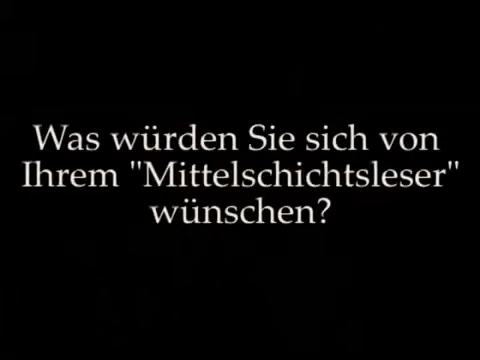 Was würden Sie sich von
Ihrem "Mittelschichtsleser"
wünschen?